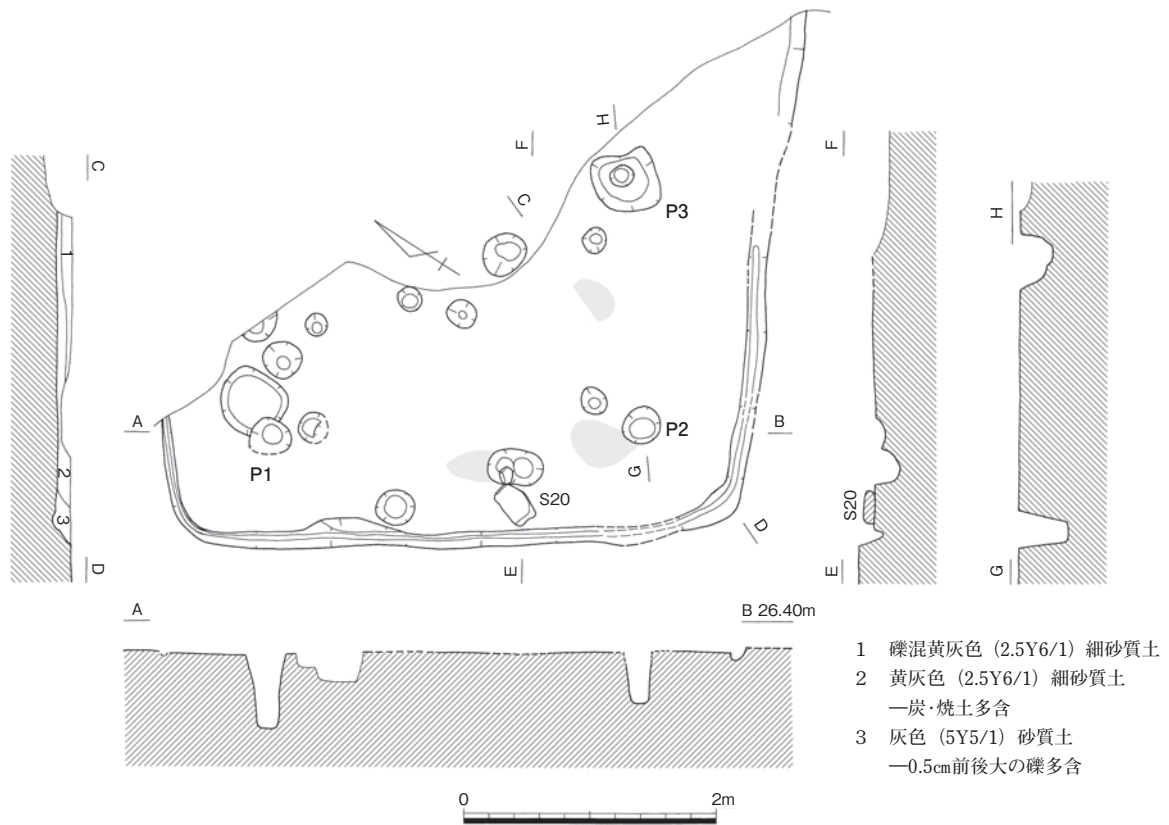 H
F
F
C
C
P3
H
1
A
B
P2
P1
G
2
S20
S20
3
D
D
E
E
G
A
B 26.40m
1 礫混黄灰色（2.5Y6/1）細砂質土
2 黄灰色（2.5Y6/1）細砂質土
―炭･焼土多含
3 灰色（5Y5/1）砂質土
―0.5㎝前後大の礫多含
0
2m